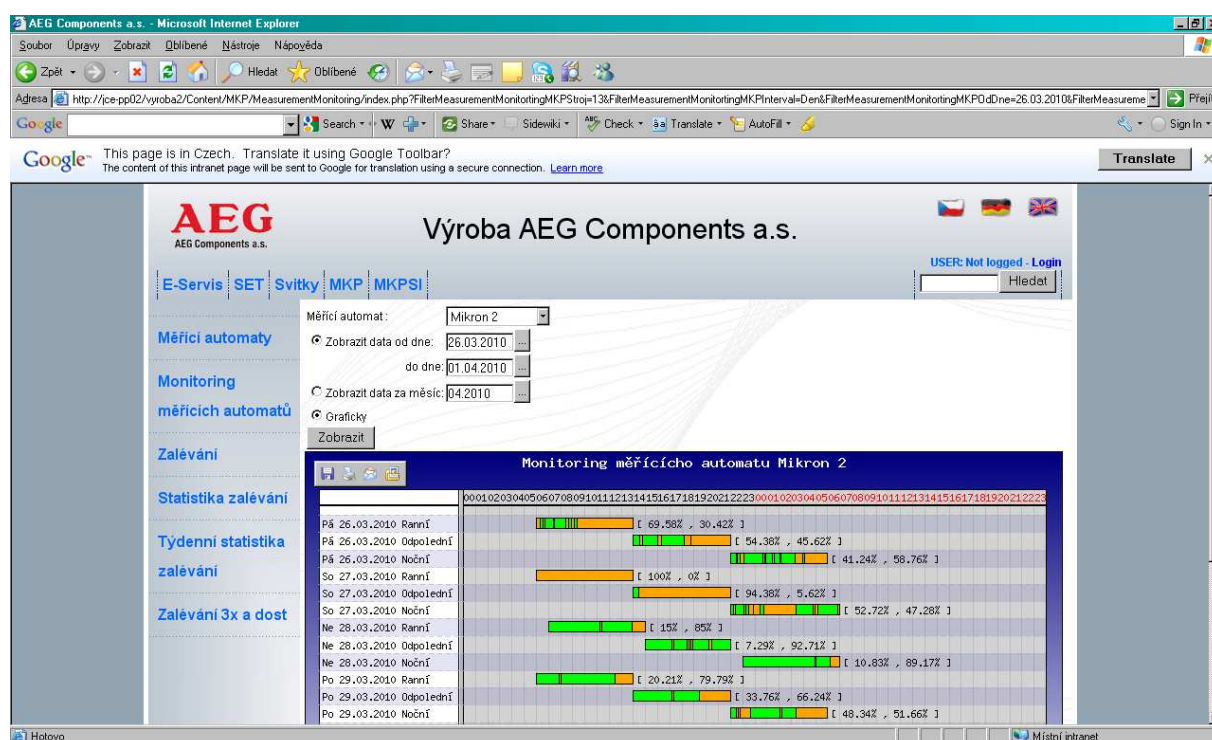 AEG Components a.s. - Microsoft Internet Explorer
Soubor Úpravy Zobrazit Oblíbené Nástroje Nápověda
Zpět Hledat Oblíbené
Adresa http://jce-pp02/vyroba2/Content/MKP/MeasurementMonitoring/index.php?FilterMeasurementMonitortingMKPStroj=13&FilterMeasurementMonitortingMKPInterval=Den&FilterMeasurementMonitortingMKPOdDne=26.03.2010&FilterMeasureme Přejí
Google Search W Share Sidewiki Check Translate AutoFill Sign In
Google This page is in Czech. Translate it using Google Toolbar? Translate
The content of this intranet page will be sent to Google for translation using a secure connection. Learn more
AEG
AEG Components a.s.
Výroba AEG Components a.s.
USER: Not logged - Login
E-Servis SET Svitky MKP MKPSI Hledat
Měřící automaty
Monitoring
měřících automatů
Zalévání
Statistika zalévání
Týdenní statistika
zalévání
Zalévání 3x a dost
Měřící automat: Mikron 2
Zobrazit data od dne: 26.03.2010 ...
do dne: 01.04.2010 ...
Zobrazit data za měsíc: 04.2010 ...
Graficky
Zobrazit
Monitoring měřícícho automatu Mikron 2
000102030405060708091011121314151617181920212223000102030405060708091011121314151617181920212223
Pá 26.03.2010 Ranní [ 69.58% , 30.42% ]
Pá 26.03.2010 Odpolední [ 54.38% , 45.62% ]
Pá 26.03.2010 Noční [ 41.24% , 58.76% ]
So 27.03.2010 Ranní [ 100% , 0% ]
So 27.03.2010 Odpolední [ 94.38% , 5.62% ]
So 27.03.2010 Noční [ 52.72% , 47.28% ]
Ne 28.03.2010 Ranní [ 15% , 85% ]
Ne 28.03.2010 Odpolední [ 7.29% , 92.71% ]
Ne 28.03.2010 Noční [ 10.83% , 89.17% ]
Po 29.03.2010 Ranní [ 20.21% , 79.79% ]
Po 29.03.2010 Odpolední [ 33.76% , 66.24% ]
Po 29.03.2010 Noční [ 48.34% , 51.66% ]
Hotovo Místní intranet